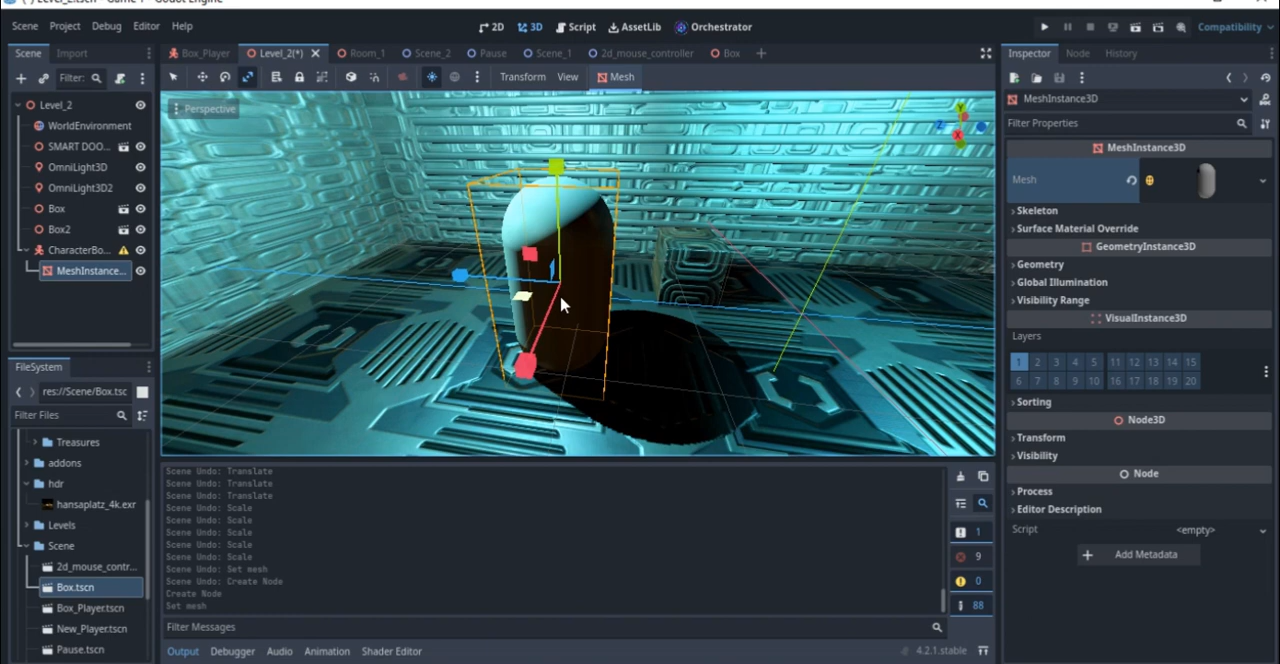 Scene Project Debug Editor Help
2D 3D Script AssetLib Orchestrator
Compatibility
Scene Import
Filter:
Level_2
WorldEnvironment
SMART DOO...
OmniLight3D
OmniLight3D2
Box
Box2
CharacterBo...
MeshInstance...
FileSystem
res://Scene/Box.tsc
Filter Files
Treasures
addons
hdr
hansaplatz_4k.exr
Levels
Scene
2d_mouse_contr...
Box.tscn
Box_Player.tscn
New_Player.tscn
Pause.tscn
Box_Player Level_2(*) Room_1 Scene_2 Pause Scene_1 2d_mouse_controller Box
Transform View Mesh
Perspective
Y
X
Z
Scene Undo: Translate
Scene Undo: Translate
Scene Undo: Translate
Scene Undo: Scale
Scene Undo: Scale
Scene Undo: Scale
Scene Undo: Scale
Scene Undo: Scale
Scene Undo: Set mesh
Scene Undo: Create Node
Create Node
Set mesh
1
9
0
88
Filter Messages
Output Debugger Audio Animation Shader Editor
4.2.1.stable
Inspector Node History
MeshInstance3D
Filter Properties
MeshInstance3D
Mesh
Skeleton
Surface Material Override
GeometryInstance3D
Geometry
Global Illumination
Visibility Range
VisualInstance3D
Layers
1 2 3 4 5 11 12 13 14 15
6 7 8 9 10 16 17 18 19 20
Sorting
Node3D
Transform
Visibility
Node
Process
Editor Description
Script <empty>
Add Metadata